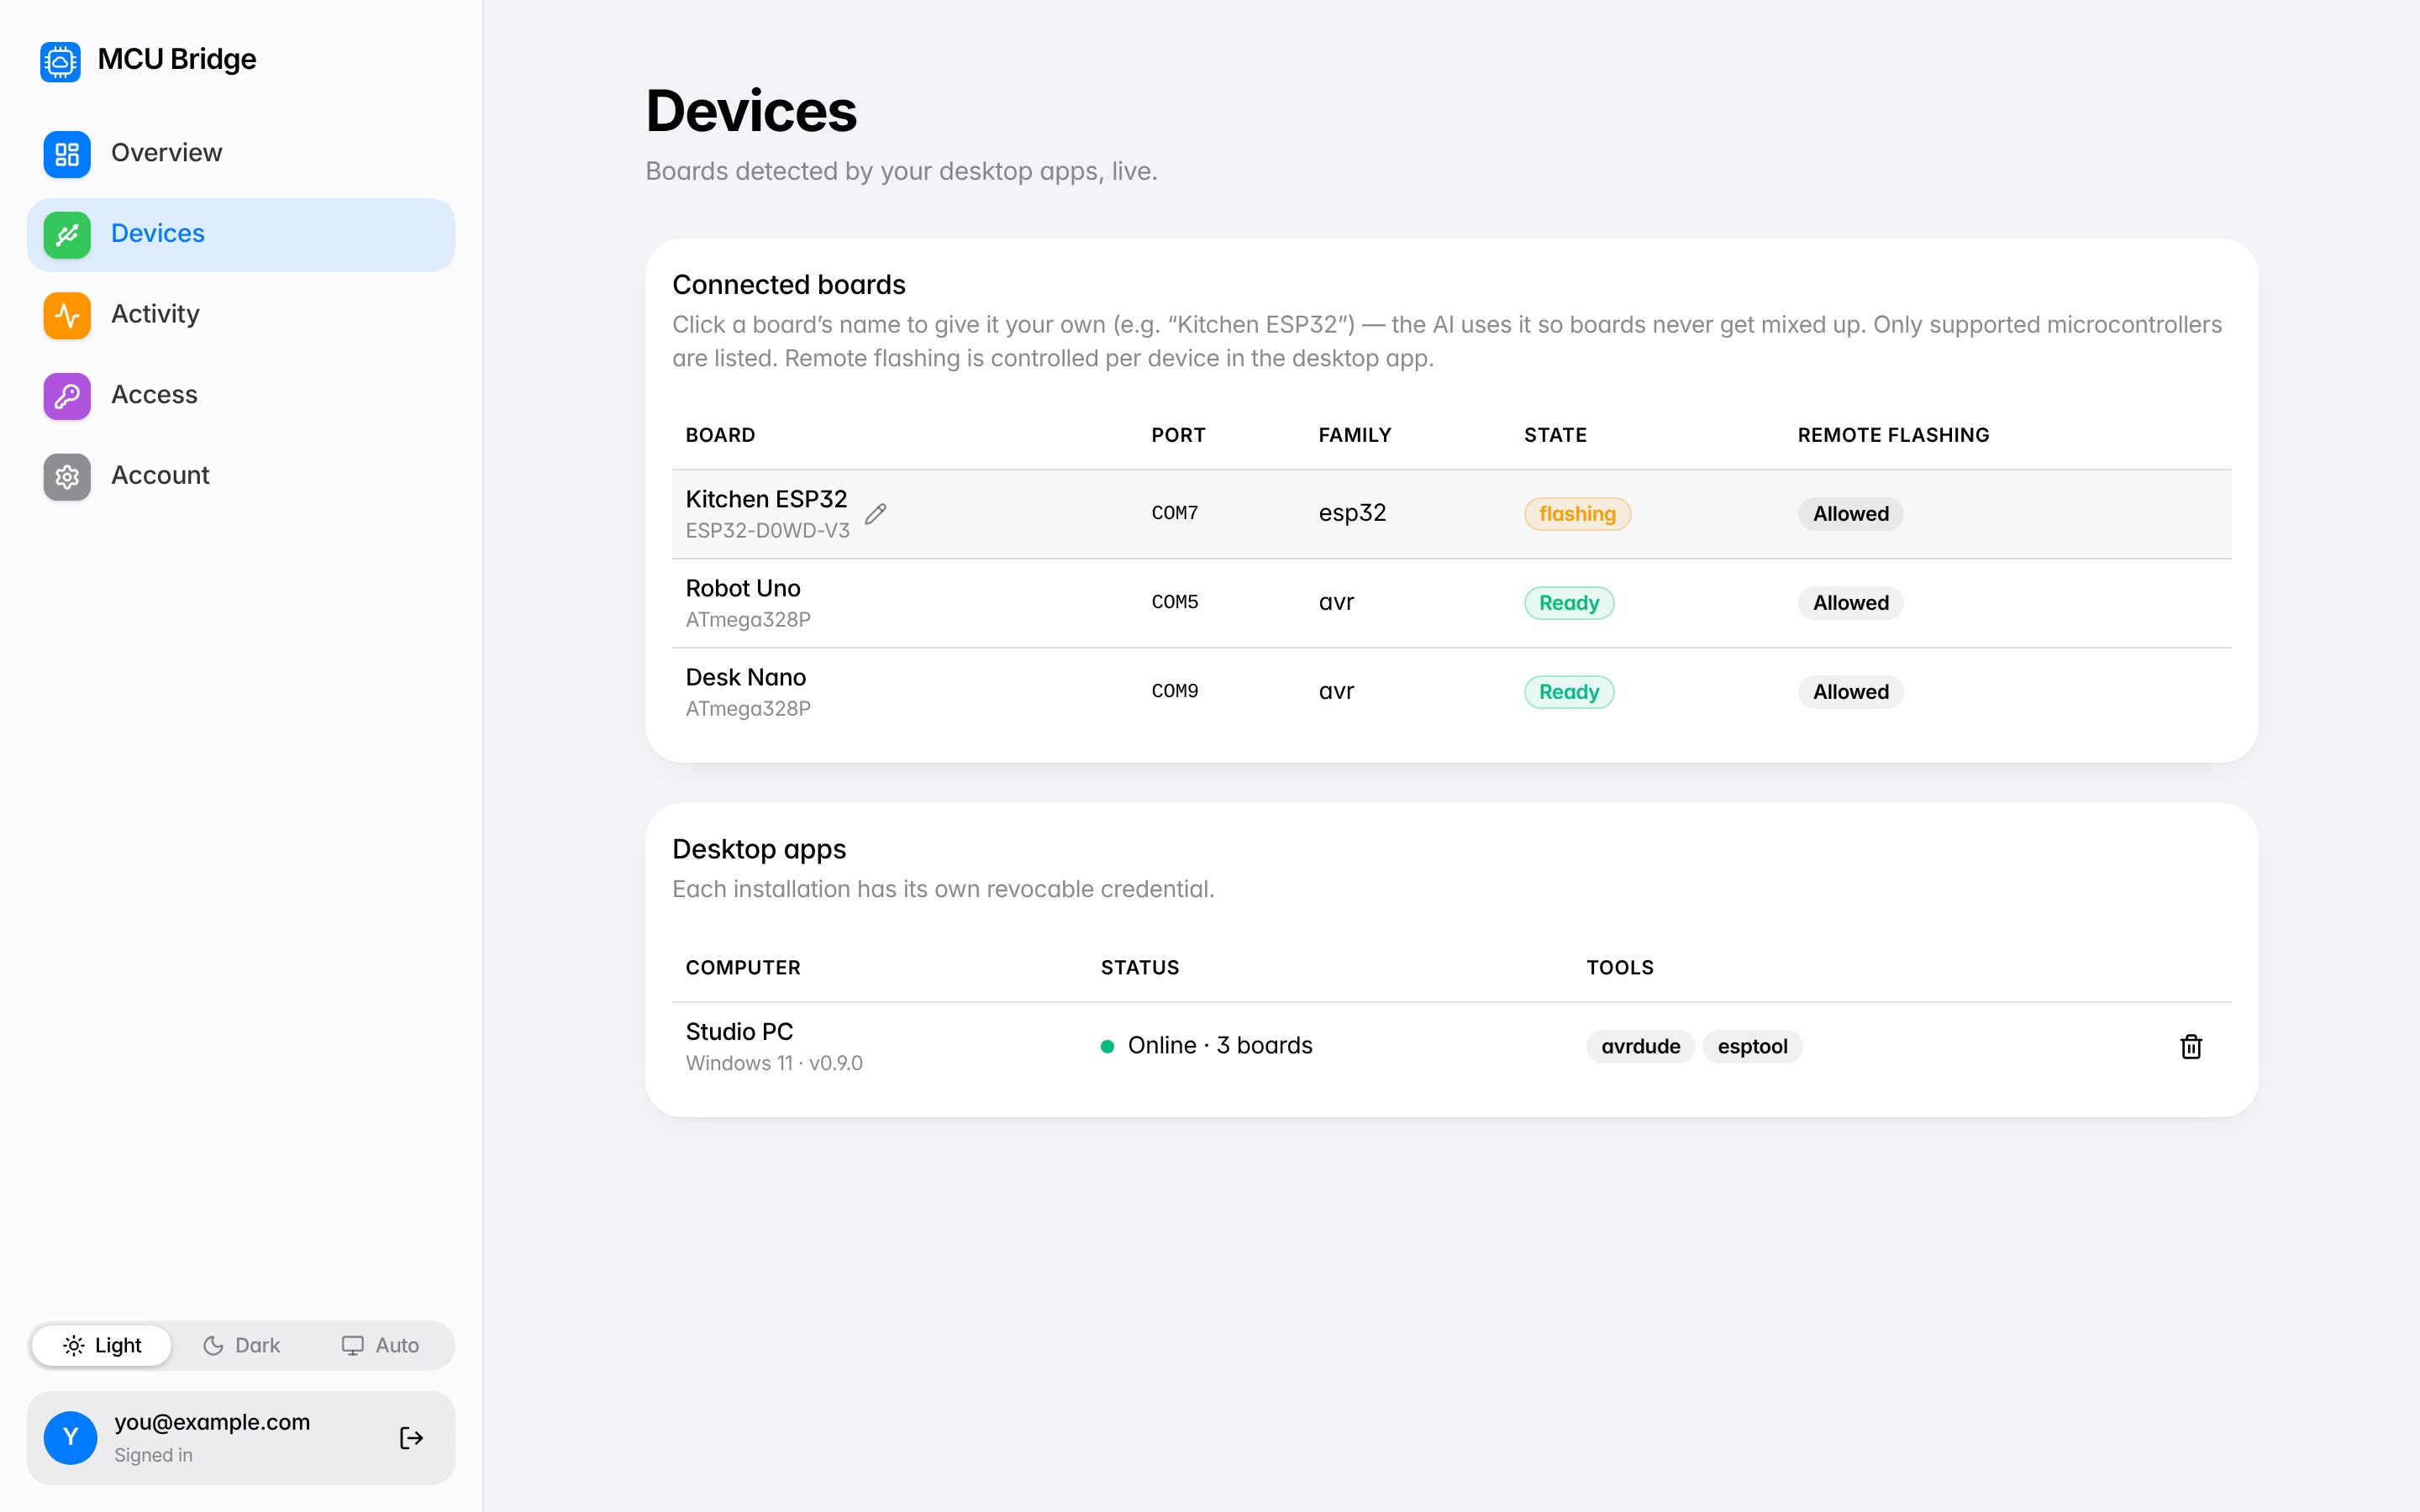 MCU Bridge
Overview
Devices
Activity
Access
Account
Light Dark Auto
Y
you@example.com
Signed in
Devices
Boards detected by your desktop apps, live.
Connected boards
Click a board’s name to give it your own (e.g. “Kitchen ESP32”) — the AI uses it so boards never get mixed up. Only supported microcontrollers
are listed. Remote flashing is controlled per device in the desktop app.
BOARD PORT FAMILY STATE REMOTE FLASHING
Kitchen ESP32
ESP32-D0WD-V3
COM7 esp32 flashing Allowed
Robot Uno
ATmega328P
COM5 avr Ready Allowed
Desk Nano
ATmega328P
COM9 avr Ready Allowed
Desktop apps
Each installation has its own revocable credential.
COMPUTER STATUS TOOLS
Studio PC
Windows 11 · v0.9.0
Online · 3 boards avrdude esptool